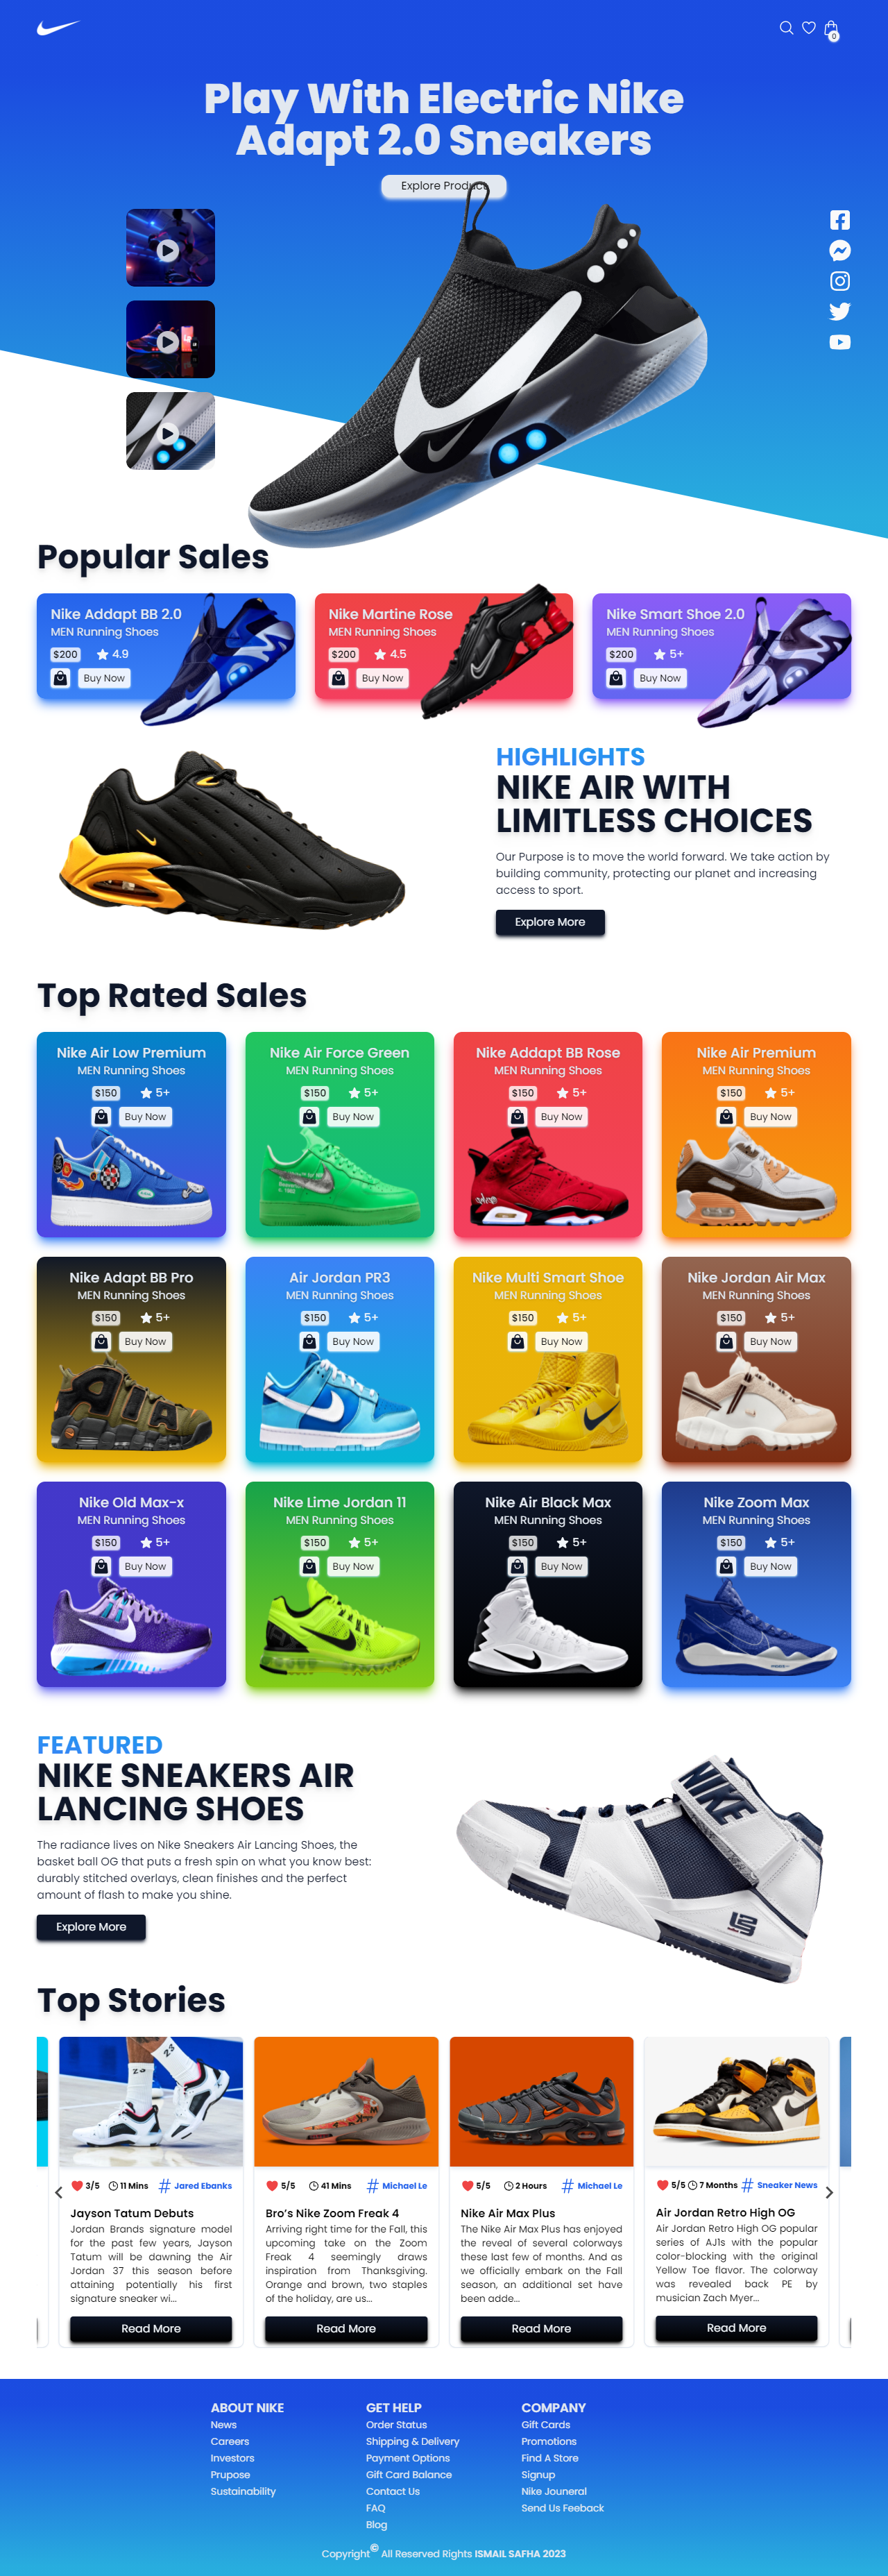 0
Play With Electric Nike
Adapt 2.0 Sneakers
Explore Product
Popular Sales
Nike Addapt BB 2.0
MEN Running Shoes
$200 4.9
Buy Now
Nike Martine Rose
MEN Running Shoes
$200 4.5
Buy Now
Nike Smart Shoe 2.0
MEN Running Shoes
$200 5+
Buy Now
HIGHLIGHTS
NIKE AIR WITH
LIMITLESS CHOICES
Our Purpose is to move the world forward. We take action by
building community, protecting our planet and increasing
access to sport.
Explore More
Top Rated Sales
Nike Air Low Premium
MEN Running Shoes
$150 5+
Buy Now
Nike Air Force Green
MEN Running Shoes
$150 5+
Buy Now
Nike Addapt BB Rose
MEN Running Shoes
$150 5+
Buy Now
Nike Air Premium
MEN Running Shoes
$150 5+
Buy Now
Nike Adapt BB Pro
MEN Running Shoes
$150 5+
Buy Now
Air Jordan PR3
MEN Running Shoes
$150 5+
Buy Now
Nike Multi Smart Shoe
MEN Running Shoes
$150 5+
Buy Now
Nike Jordan Air Max
MEN Running Shoes
$150 5+
Buy Now
Nike Old Max-x
MEN Running Shoes
$150 5+
Buy Now
Nike Lime Jordan 11
MEN Running Shoes
$150 5+
Buy Now
Nike Air Black Max
MEN Running Shoes
$150 5+
Buy Now
Nike Zoom Max
MEN Running Shoes
$150 5+
Buy Now
FEATURED
NIKE SNEAKERS AIR
LANCING SHOES
The radiance lives on Nike Sneakers Air Lancing Shoes, the
basket ball OG that puts a fresh spin on what you know best:
durably stitched overlays, clean finishes and the perfect
amount of flash to make you shine.
Explore More
NIKE
Top Stories
23
3/5 11 Mins # Jared Ebanks
Jayson Tatum Debuts
Jordan Brands signature model
for the past few years, Jayson
Tatum will be dawning the Air
Jordan 37 this season before
attaining potentially his first
signature sneaker wi...
Read More
5/5 41 Mins # Michael Le
Bro's Nike Zoom Freak 4
Arriving right time for the Fall, this
upcoming take on the Zoom
Freak 4 seemingly draws
inspiration from Thanksgiving.
Orange and brown, two staples
of the holiday, are us...
Read More
5/5 2 Hours # Michael Le
Nike Air Max Plus
The Nike Air Max Plus has enjoyed
the reveal of several colorways
these last few of months. And as
we officially embark on the Fall
season, an additional set have
been adde...
Read More
5/5 7 Months # Sneaker News
Air Jordan Retro High OG
Air Jordan Retro High OG popular
series of AJ1s with the popular
color-blocking with the original
Yellow Toe flavor. The colorway
was revealed back PE by
musician Zach Myer...
Read More
ABOUT NIKE
News
Careers
Investors
Prupose
Sustainability
GET HELP
Order Status
Shipping & Delivery
Payment Options
Gift Card Balance
Contact Us
FAQ
Blog
COMPANY
Gift Cards
Promotions
Find A Store
Signup
Nike Jouneral
Send Us Feeback
Copyright© All Reserved Rights ISMAIL SAFHA 2023